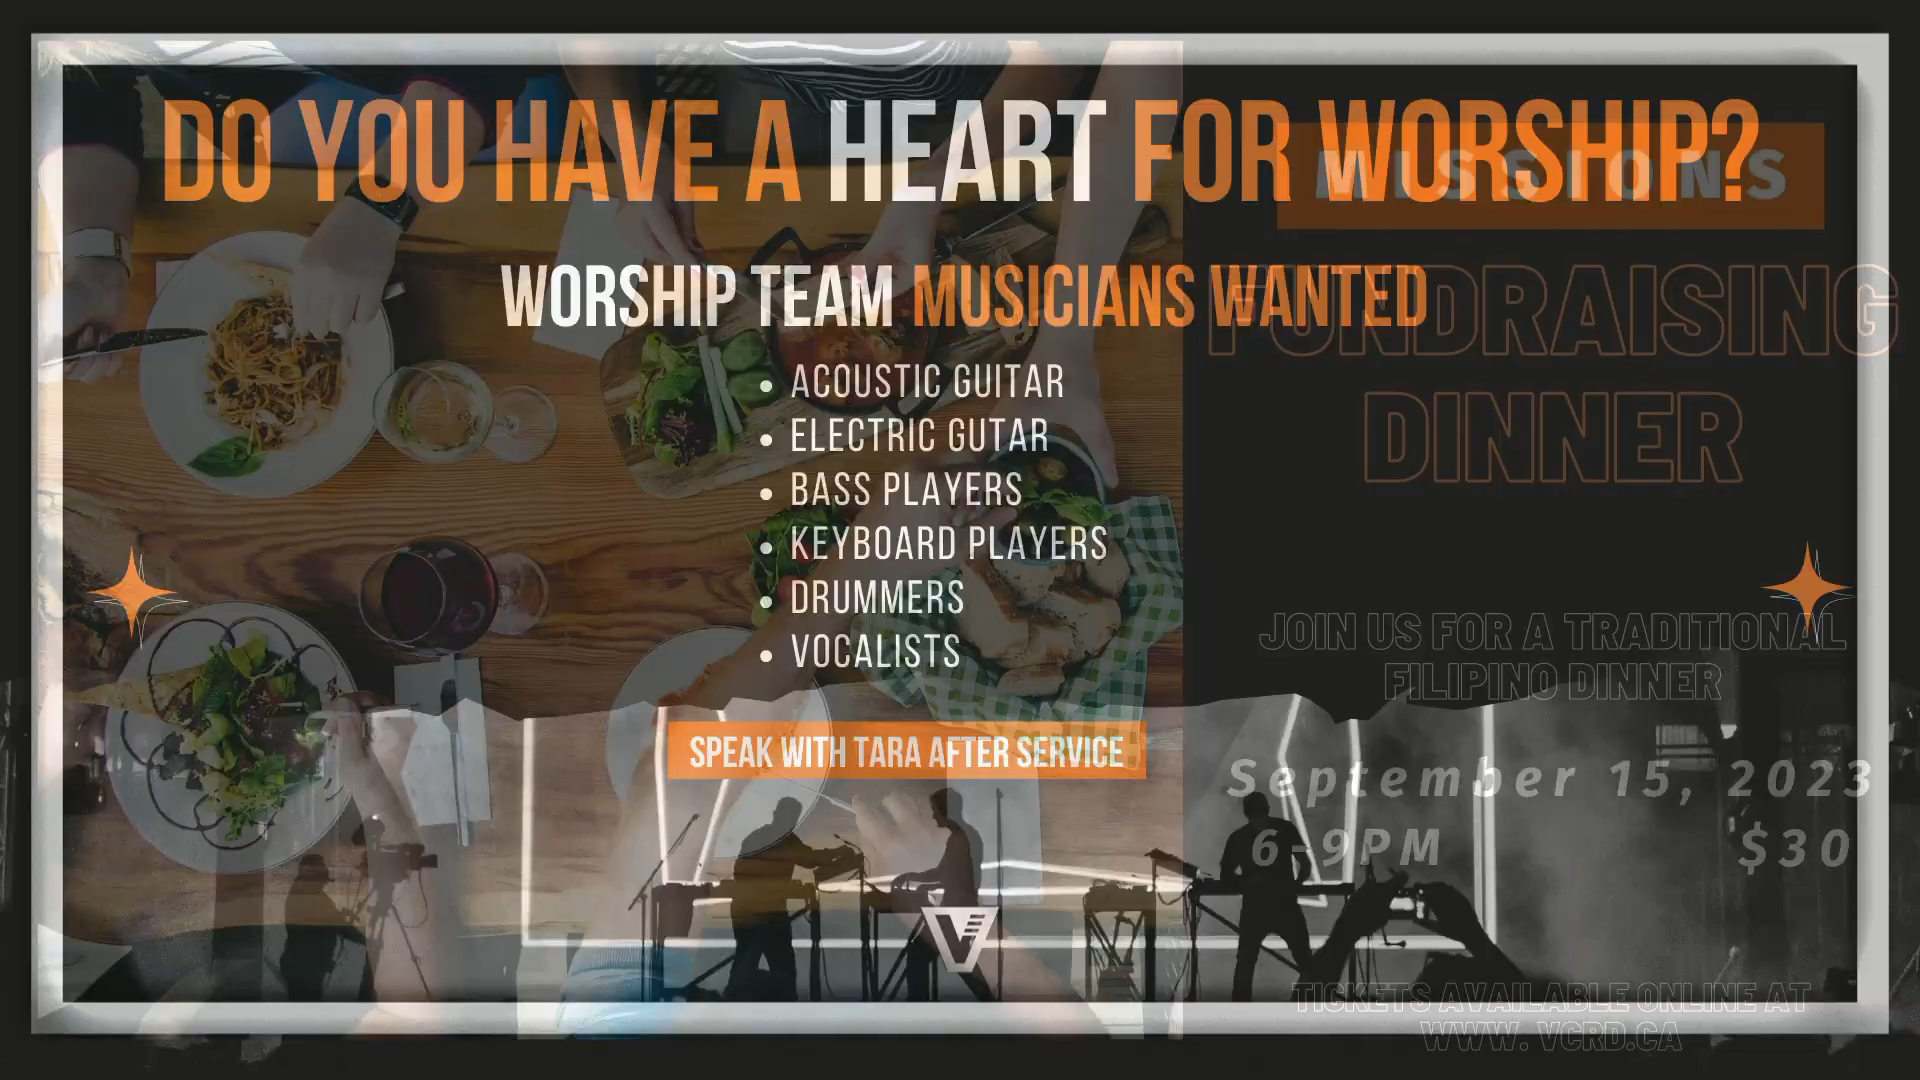 DO YOU HAVE A HEART FOR WORSHIP?
MISSIONS
WORSHIP TEAM MUSICIANS WANTED
FUNDRAISING
DINNER
• ACOUSTIC GUITAR
• ELECTRIC GUTAR
• BASS PLAYERS
• KEYBOARD PLAYERS
• DRUMMERS
• VOCALISTS
JOIN US FOR A TRADITIONAL
FILIPINO DINNER
SPEAK WITH TARA AFTER SERVICE
September 15, 2023
6-9PM $30
TICKETS AVAILABLE ONLINE AT
WWW. VCRD.CA